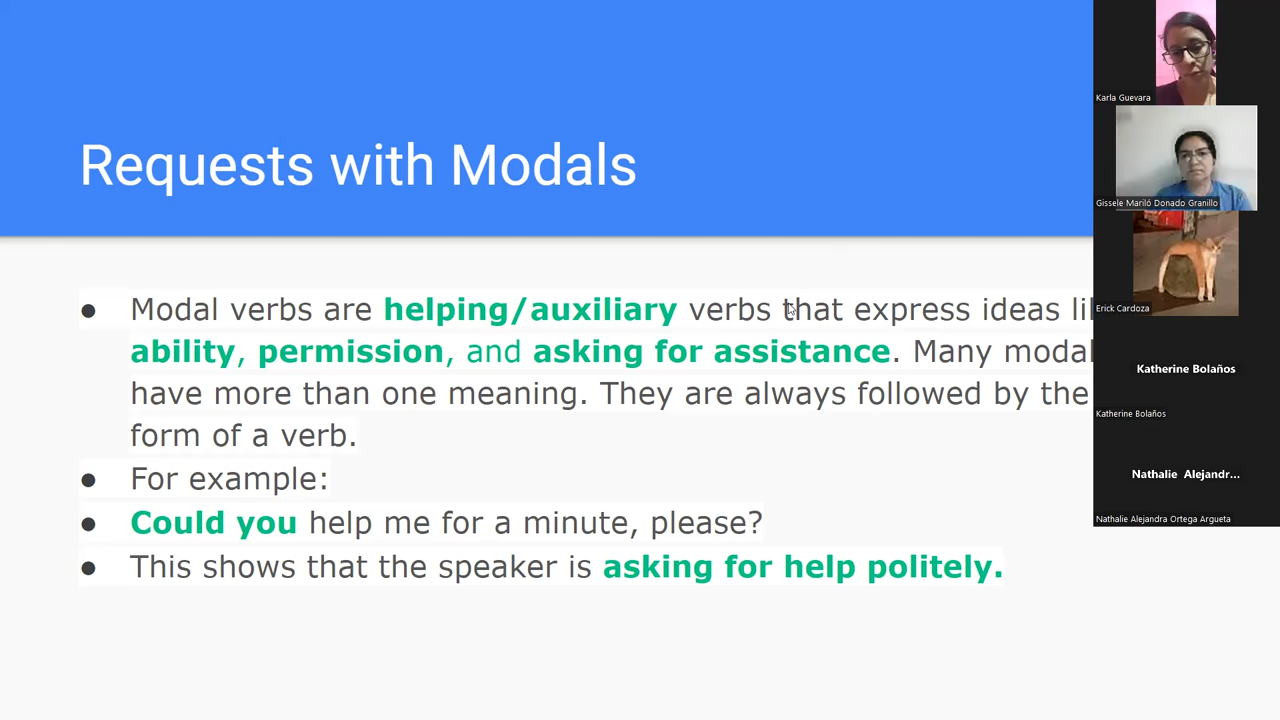 Requests with Modals
● Modal verbs are helping/auxiliary verbs that express ideas
ability, permission, and asking for assistance. Many modal
have more than one meaning. They are always followed by the
form of a verb.
● For example:
● Could you help me for a minute, please?
● This shows that the speaker is asking for help politely.
Karla Guevara
Gissele Mariló Donado Granillo
Erick Cardoza
Katherine Bolaños
Katherine Bolaños
Nathalie Alejandr...
Nathalie Alejandra Ortega Argueta